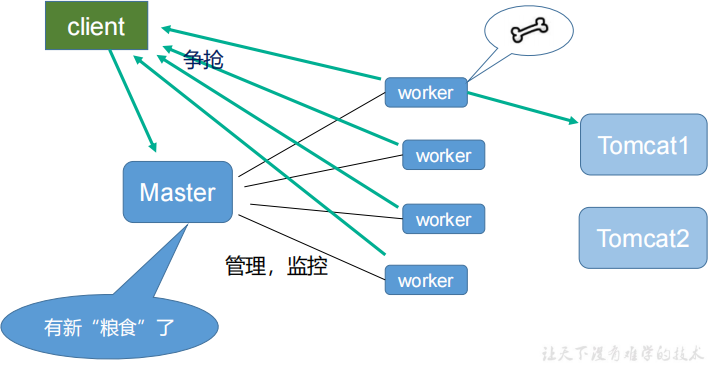 client
争抢
worker
Tomcat1
worker
Master
worker
Tomcat2
管理，监控
worker
有新“粮食”了
让天下没有难学的技术